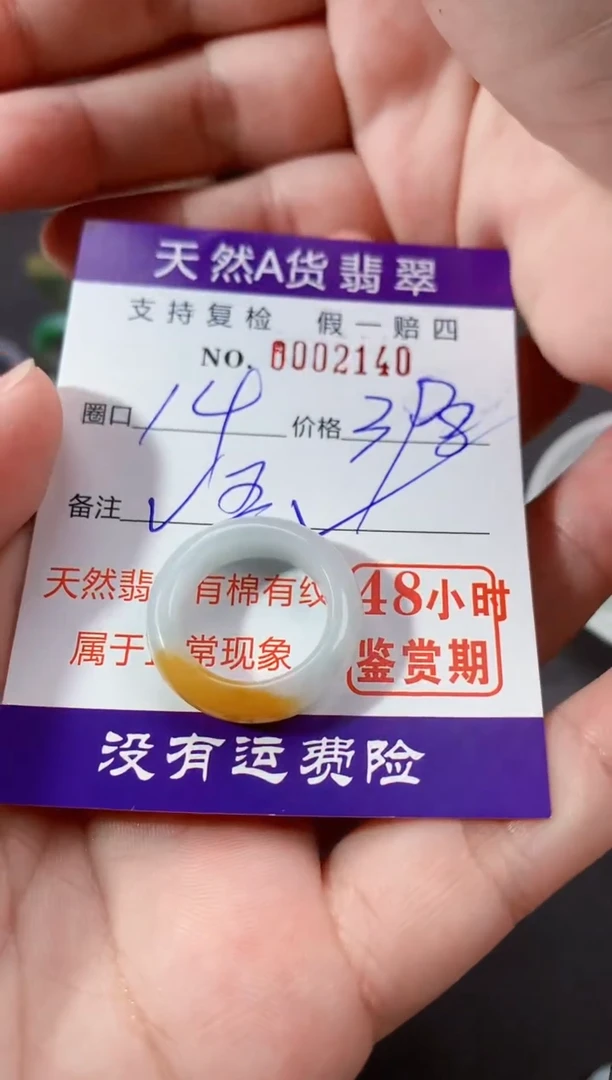 天然A货翡翠
支持复检 假一赔四
NO. 0002140
圈口 14 价格 398
备注
天然翡 有棉有纹
属于 常现象
48小时
鉴赏期
没有运费险